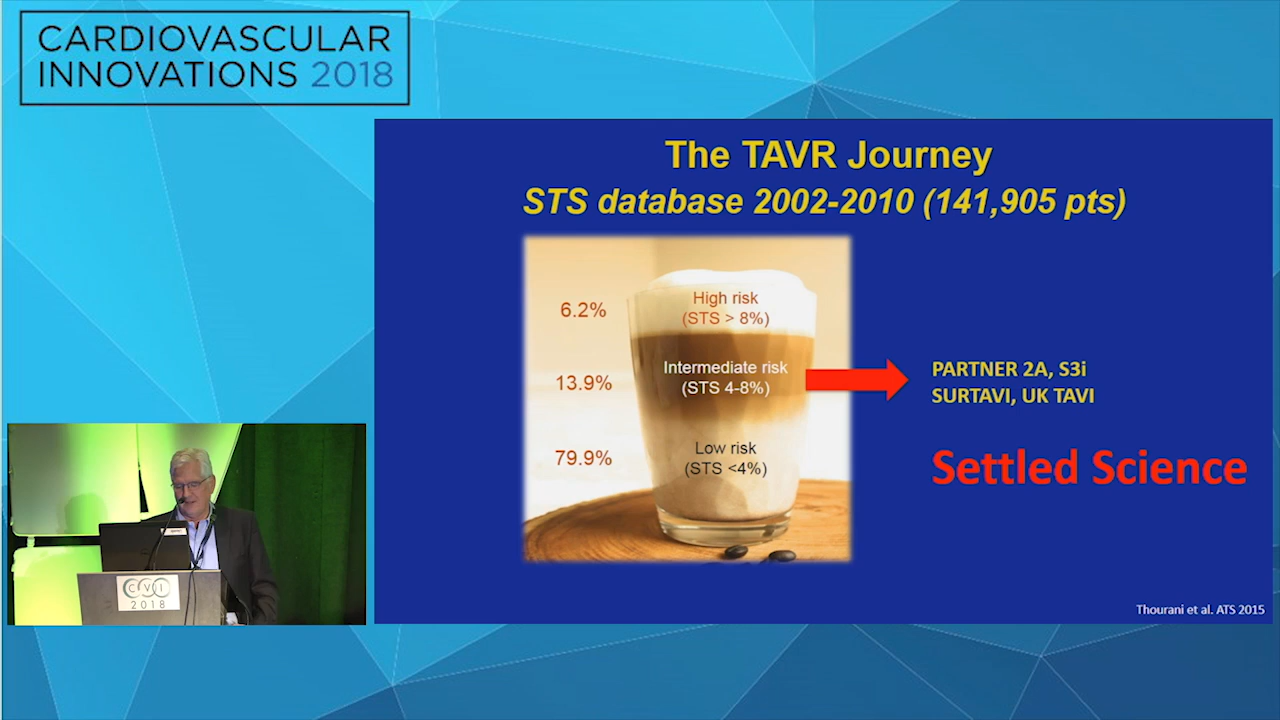 CARDIOVASCULAR
INNOVATIONS 2018
The TAVR Journey
STS database 2002-2010 (141,905 pts)
6.2%
High risk
(STS > 8%)
13.9%
Intermediate risk
(STS 4-8%)
79.9%
Low risk
(STS <4%)
PARTNER 2A, S3i
SURTAVI, UK TAVI
Settled Science
Thourani et al. ATS 2015
CVI
2018